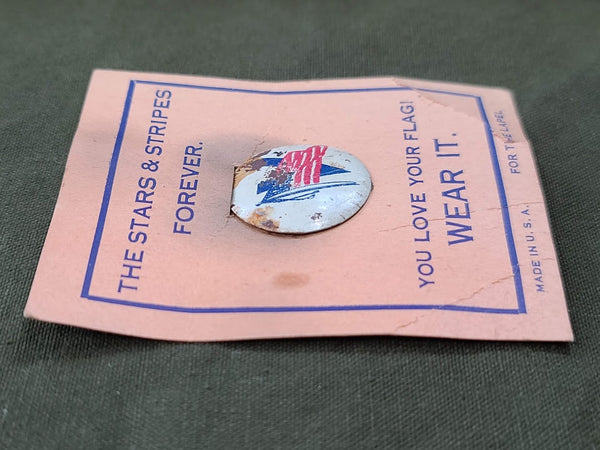 THE STARS & STRIPES
FOREVER.
YOU LOVE YOUR FLAG!
WEAR IT.
FOR THE LAPEL
MADE IN U.S.A.